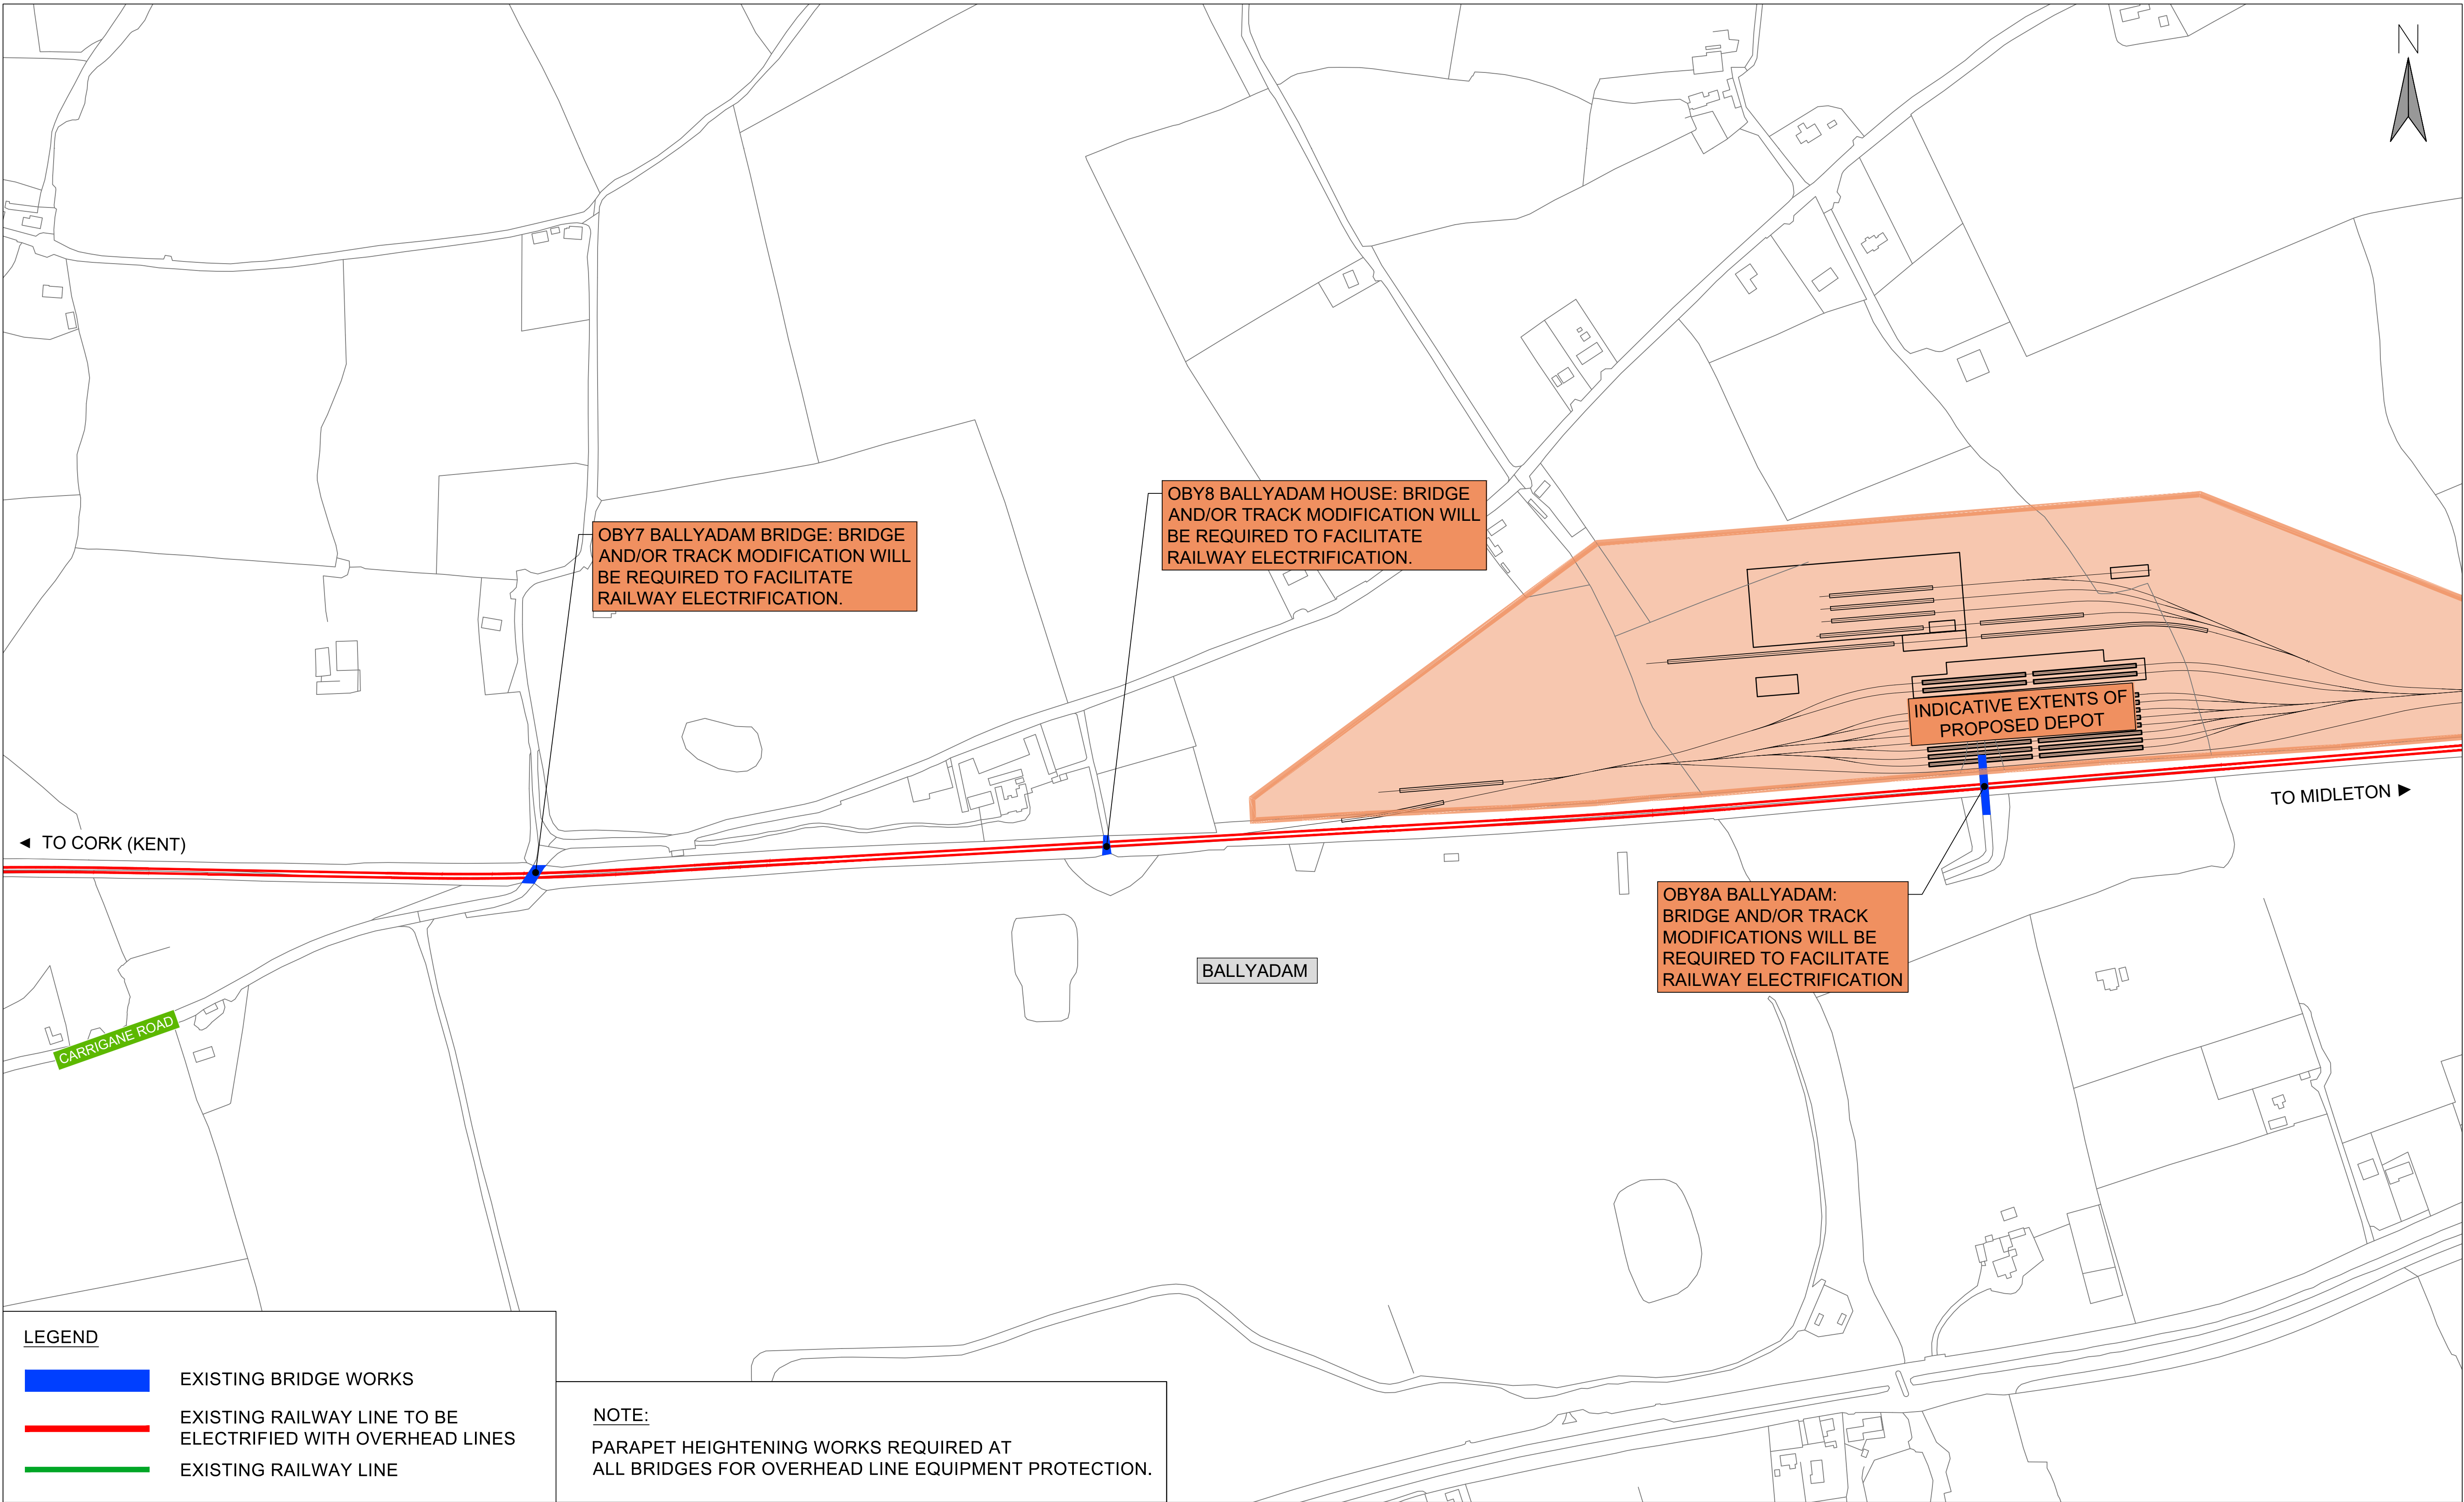 N
OBY7 BALLYADAM BRIDGE: BRIDGE
AND/OR TRACK MODIFICATION WILL
BE REQUIRED TO FACILITATE
RAILWAY ELECTRIFICATION.
OBY8 BALLYADAM HOUSE: BRIDGE
AND/OR TRACK MODIFICATION WILL
BE REQUIRED TO FACILITATE
RAILWAY ELECTRIFICATION.
INDICATIVE EXTENTS OF
PROPOSED DEPOT
TO MIDLETON ►
◄ TO CORK (KENT)
OBY8A BALLYADAM:
BRIDGE AND/OR TRACK
MODIFICATIONS WILL BE
REQUIRED TO FACILITATE
RAILWAY ELECTRIFICATION
BALLYADAM
CARRIGANE ROAD
LEGEND
EXISTING BRIDGE WORKS
EXISTING RAILWAY LINE TO BE
ELECTRIFIED WITH OVERHEAD LINES
EXISTING RAILWAY LINE
NOTE:
PARAPET HEIGHTENING WORKS REQUIRED AT
ALL BRIDGES FOR OVERHEAD LINE EQUIPMENT PROTECTION.